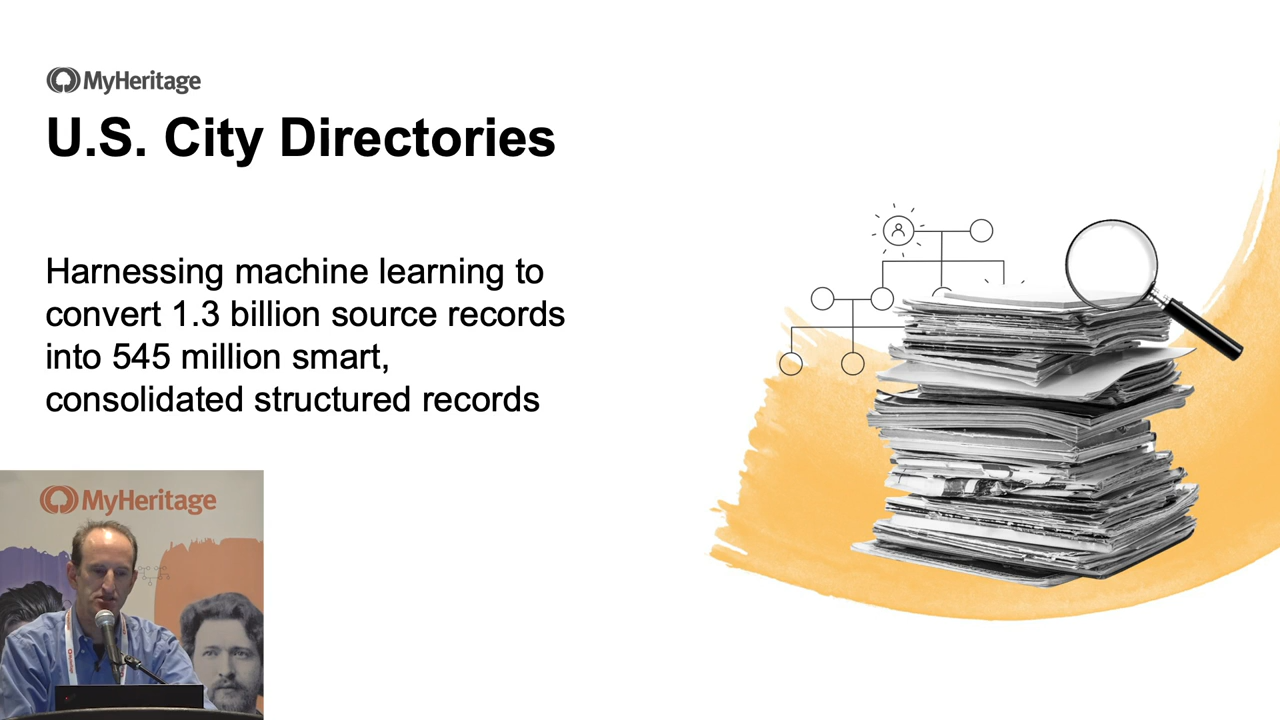 MyHeritage
U.S. City Directories
Harnessing machine learning to
convert 1.3 billion source records
into 545 million smart,
consolidated structured records
MyHeritage